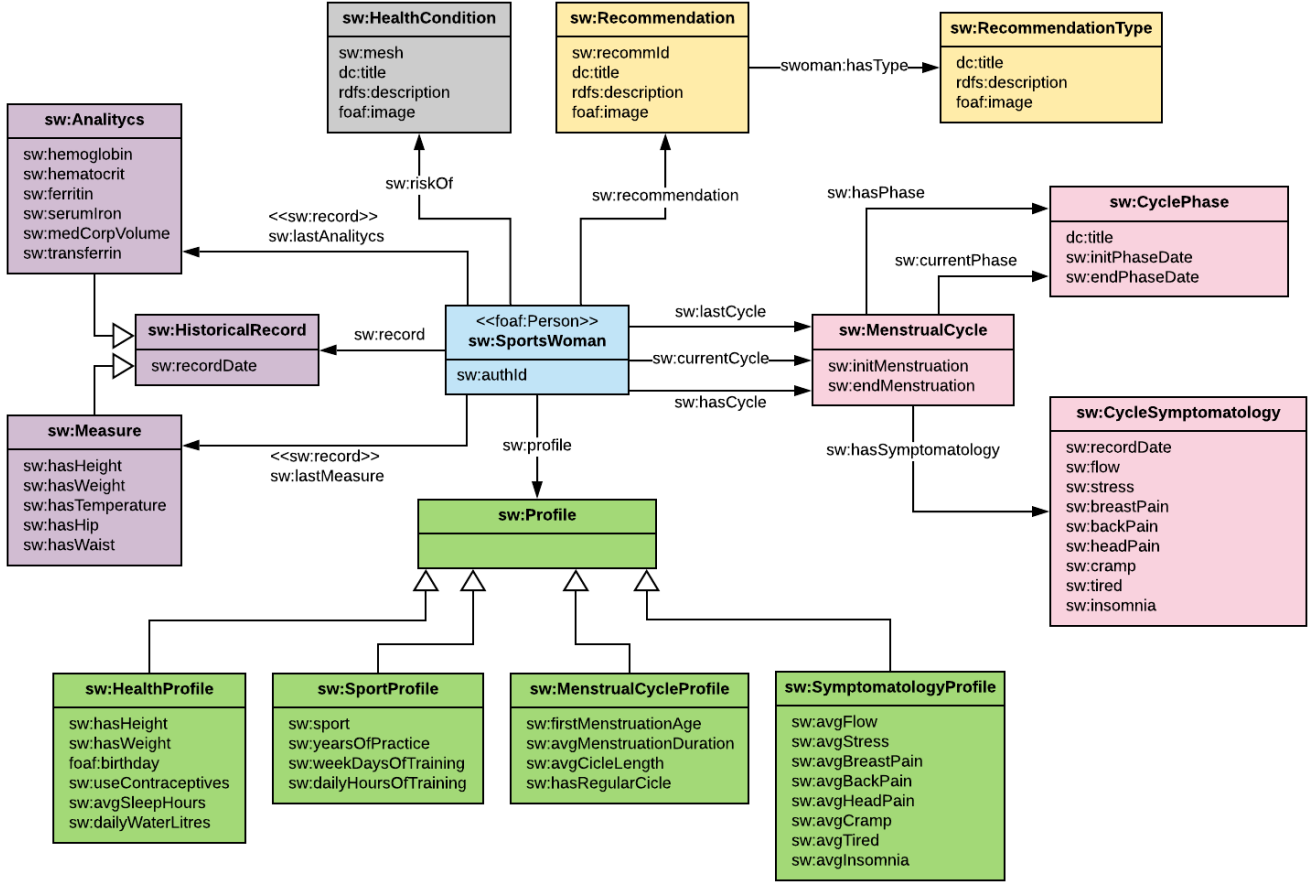 sw:HealthCondition
sw:mesh
dc:title
rdfs:description
foaf:image
sw:Recommendation
sw:recommId
dc:title
rdfs:description
foaf:image
swoman:hasType
sw:RecommendationType
dc:title
rdfs:description
foaf:image
sw:Analitycs
sw:hemoglobin
sw:hematocrit
sw:ferritin
sw:serumIron
sw:medCorpVolume
sw:transferrin
sw:riskOf
sw:recommendation
<<sw:record>>
sw:lastAnalitycs
sw:hasPhase
sw:currentPhase
sw:CyclePhase
dc:title
sw:initPhaseDate
sw:endPhaseDate
sw:HistoricalRecord
sw:recordDate
sw:record
<<foaf:Person>>
sw:SportsWoman
sw:authId
sw:lastCycle
sw:currentCycle
sw:hasCycle
sw:MenstrualCycle
sw:initMenstruation
sw:endMenstruation
sw:Measure
sw:hasHeight
sw:hasWeight
sw:hasTemperature
sw:hasHip
sw:hasWaist
<<sw:record>>
sw:lastMeasure
sw:profile
sw:hasSymptomatology
sw:CycleSymptomatology
sw:recordDate
sw:flow
sw:stress
sw:breastPain
sw:backPain
sw:headPain
sw:cramp
sw:tired
sw:insomnia
sw:Profile
sw:HealthProfile
sw:hasHeight
sw:hasWeight
foaf:birthday
sw:useContraceptives
sw:avgSleepHours
sw:dailyWaterLitres
sw:SportProfile
sw:sport
sw:yearsOfPractice
sw:weekDaysOfTraining
sw:dailyHoursOfTraining
sw:MenstrualCycleProfile
sw:firstMenstruationAge
sw:avgMenstruationDuration
sw:avgCicleLength
sw:hasRegularCicle
sw:SymptomatologyProfile
sw:avgFlow
sw:avgStress
sw:avgBreastPain
sw:avgBackPain
sw:avgHeadPain
sw:avgCramp
sw:avgTired
sw:avgInsomnia